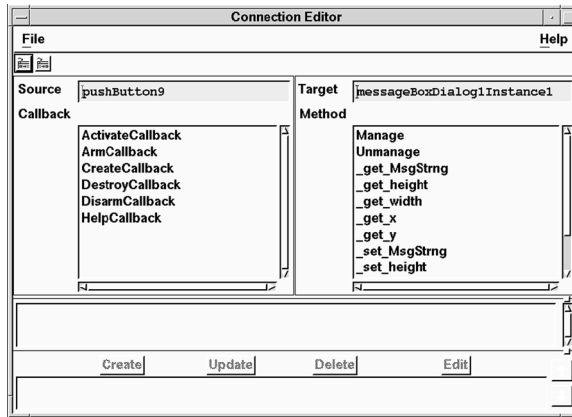 Connection Editor
File Help
Source pushButton9 Target messageBoxDialog1Instance1
Callback Method
ActivateCallback
ArmCallback
CreateCallback
DestroyCallback
DisarmCallback
HelpCallback
Manage
Unmanage
_get_MsgStrng
_get_height
_get_width
_get_x
_get_y
_set_MsgStrng
_set_height
Create Update Delete Edit